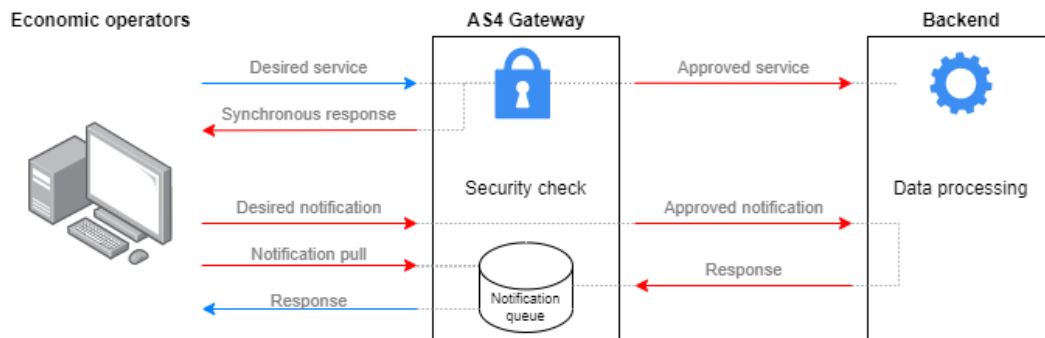 Economic operators
AS4 Gateway
Backend
Desired service
Approved service
Synchronous response
Security check
Data processing
Desired notification
Approved notification
Notification pull
Response
Response
Notification
queue